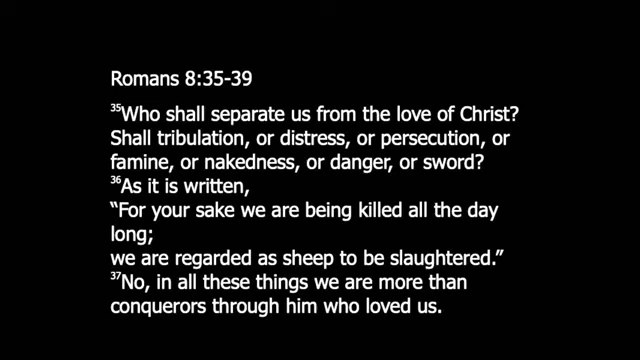 Romans 8:35-39
³⁵Who shall separate us from the love of Christ?
Shall tribulation, or distress, or persecution, or
famine, or nakedness, or danger, or sword?
³⁶As it is written,
“For your sake we are being killed all the day
long;
we are regarded as sheep to be slaughtered.”
³⁷No, in all these things we are more than
conquerors through him who loved us.